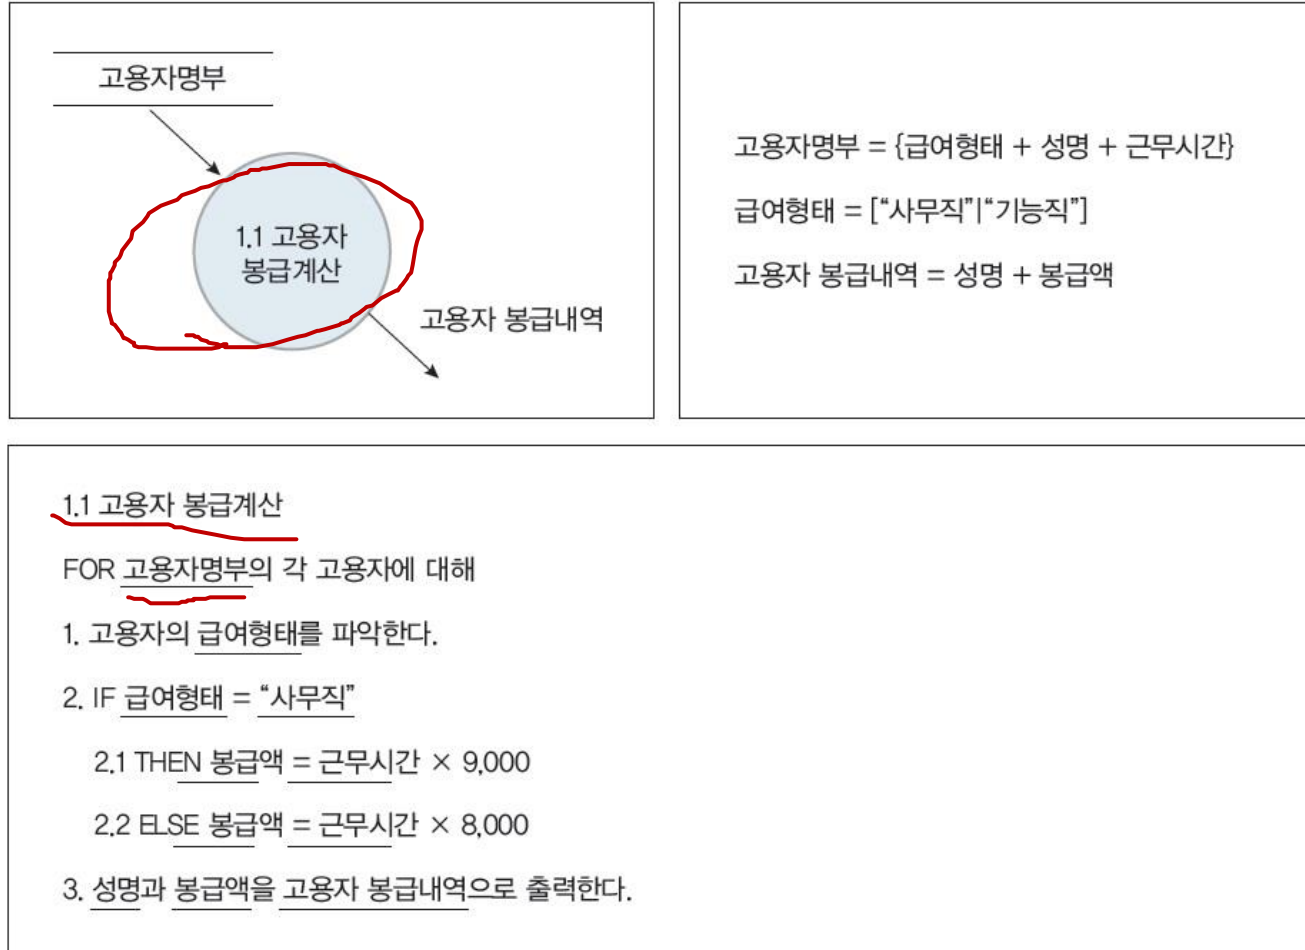 고용자명부
1.1 고용자
봉급계산
고용자 봉급내역
고용자명부 = {급여형태 + 성명 + 근무시간}
급여형태 = [“사무직”|“기능직”]
고용자 봉급내역 = 성명 + 봉급액
1.1 고용자 봉급계산
FOR 고용자명부의 각 고용자에 대해
1. 고용자의 급여형태를 파악한다.
2. IF 급여형태 = “사무직”
2.1 THEN 봉급액 = 근무시간 × 9,000
2.2 ELSE 봉급액 = 근무시간 × 8,000
3. 성명과 봉급액을 고용자 봉급내역으로 출력한다.